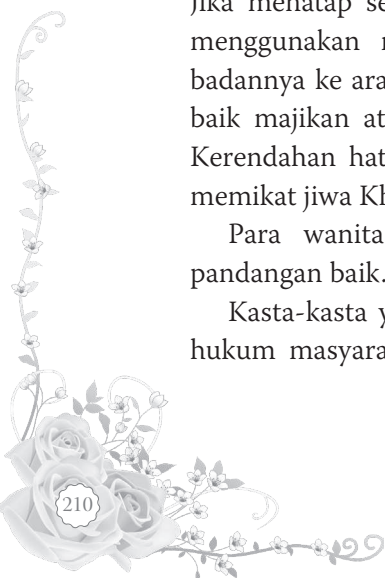 jika menatap se
menggunakan
badannya ke ara
baik majikan at
Kerendahan hat
memikat jiwa Kh
Para wanita
pandangan baik.
Kasta-kasta y
hukum masyara
210